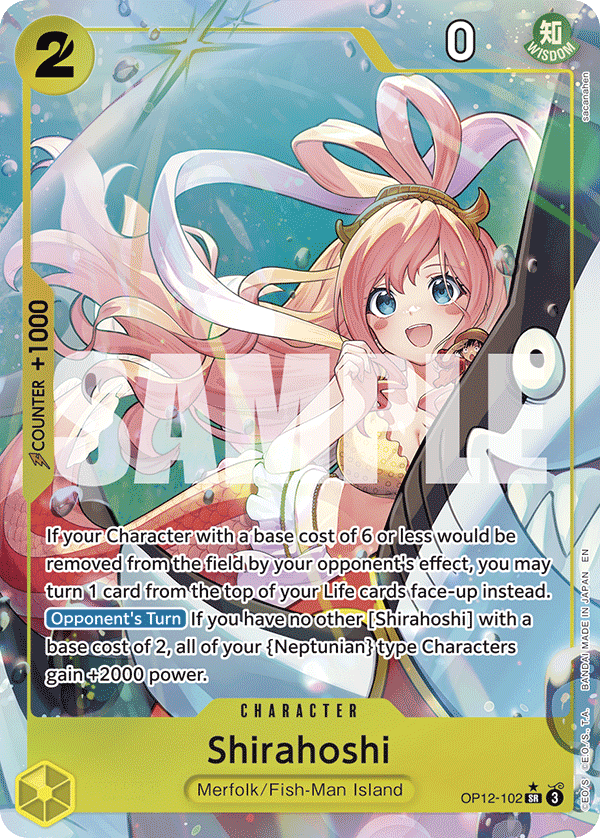 2
0
知
WISDOM
sacanahen
COUNTER +1000
SAMPLE
If your Character with a base cost of 6 or less would be
removed from the field by your opponent's effect, you may
turn 1 card from the top of your Life cards face-up instead.
Opponent's Turn If you have no other [Shirahoshi] with a
base cost of 2, all of your {Neptunian} type Characters
gain +2000 power.
CHARACTER
Shirahoshi
Merfolk/Fish-Man Island
OP12-102 SR 3
©E.O/S ©E.O./S., T.A. BANDAI MADE IN JAPAN EN